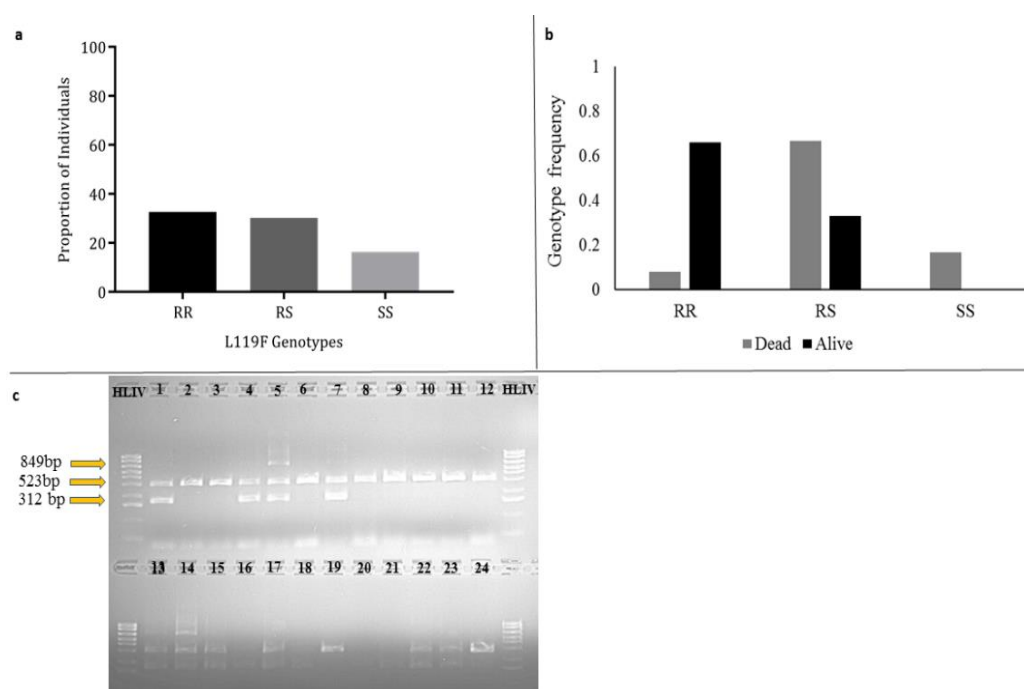 a
100
80
60
40
20
0
Proportion of Individuals
RR RS SS
L119F Genotypes
b
1
0.8
0.6
0.4
0.2
0
Genotype frequency
RR RS SS
Dead Alive
c
HLIV 1 2 3 4 5 6 7 8 9 10 11 12 HLIV
849bp
523bp
312 bp
13 14 15 16 17 18 19 20 21 22 23 24